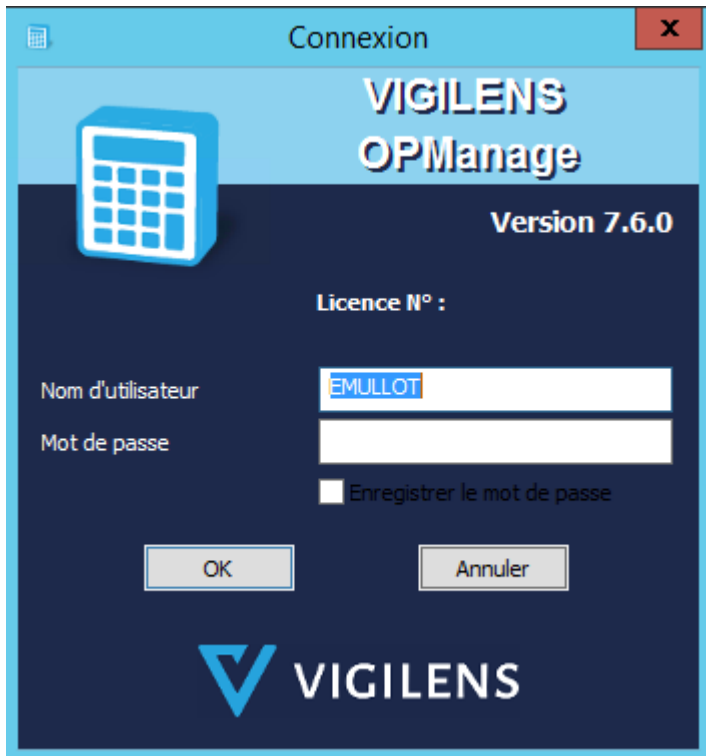 Connexion
x
VIGILENS
OPManage
Version 7.6.0
Licence N° :
Nom d'utilisateur
EMULLOT
Mot de passe
Enregistrer le mot de passe
OK
Annuler
VIGILENS